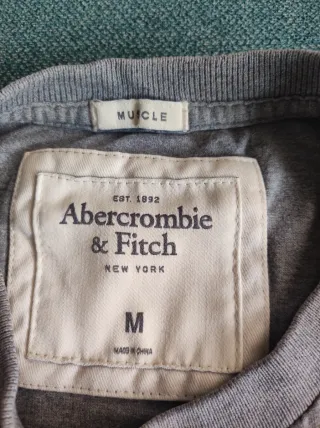 MUSCLE
EST. 1892
Abercrombie
& Fitch
NEW YORK
M
MADE IN CHINA